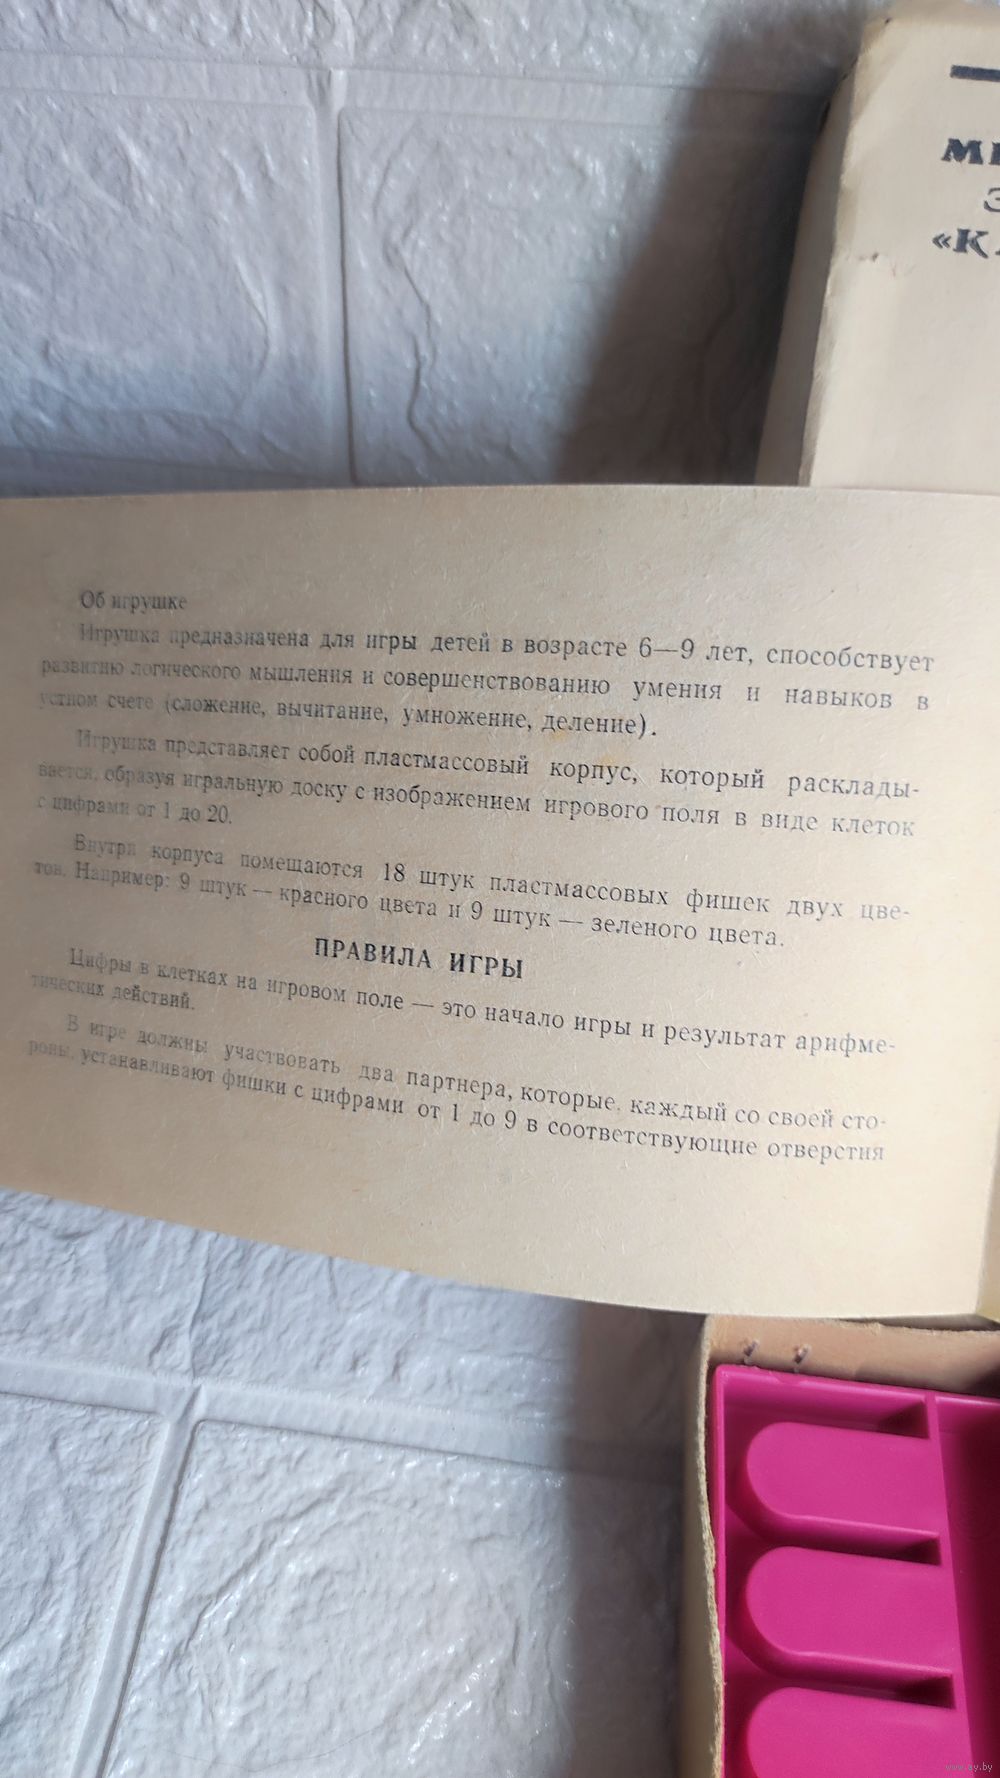 МИ
З
«КА
Об игрушке
Игрушка предназначена для игры детей в возрасте 6—9 лет, способствует
развитию логического мышления и совершенствованию умения и навыков в
устном счете (сложение, вычитание, умножение, деление).
Игрушка представляет собой пластмассовый корпус, который расклады-
вается, образуя игральную доску с изображением игрового поля в виде клеток
с цифрами от 1 до 20.
Внутри корпуса помещаются 18 штук пластмассовых фишек двух цве-
тов. Например: 9 штук — красного цвета и 9 штук — зеленого цвета.
ПРАВИЛА ИГРЫ
Цифры в клетках на игровом поле — это начало игры и результат арифме-
тических действий.
В игре должны участвовать два партнера, которые, каждый со своей сто-
роны, устанавливают фишки с цифрами от 1 до 9 в соответствующие отверстия
www.ay.by